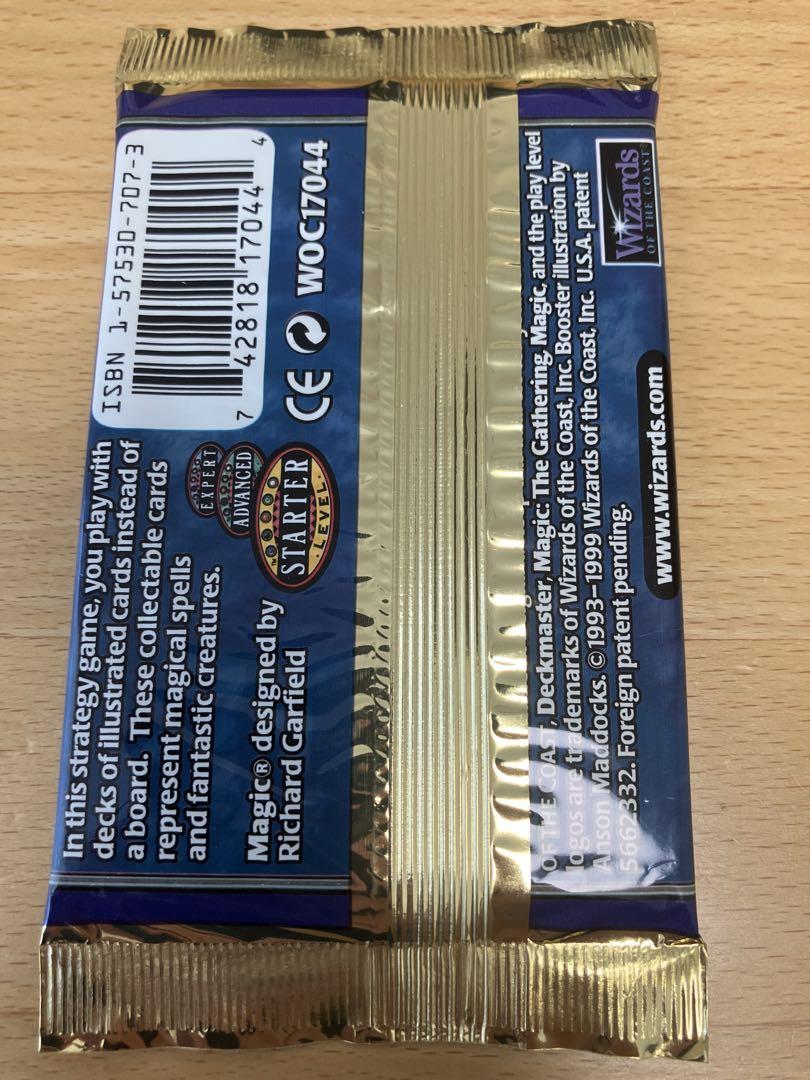 In this strategy game, you play with
decks of illustrated cards instead of
a board. These collectable cards
represent magical spells
and fantastic creatures.
Magic® designed by
Richard Garfield
EXPERT
ADVANCED
STARTER
LEVEL
™
ISBN 1-57530-707-3
7 42818 17044 4
CE WOC17044
OF THE COAST, Deckmaster, Magic: The Gathering, Magic, and the play level
logos are trademarks of Wizards of the Coast, Inc. Booster illustration by
Anson Maddocks. ©1993–1999 Wizards of the Coast, Inc. U.S.A. patent
5662332. Foreign patent pending.
Wizards
OF THE COAST
www.wizards.com